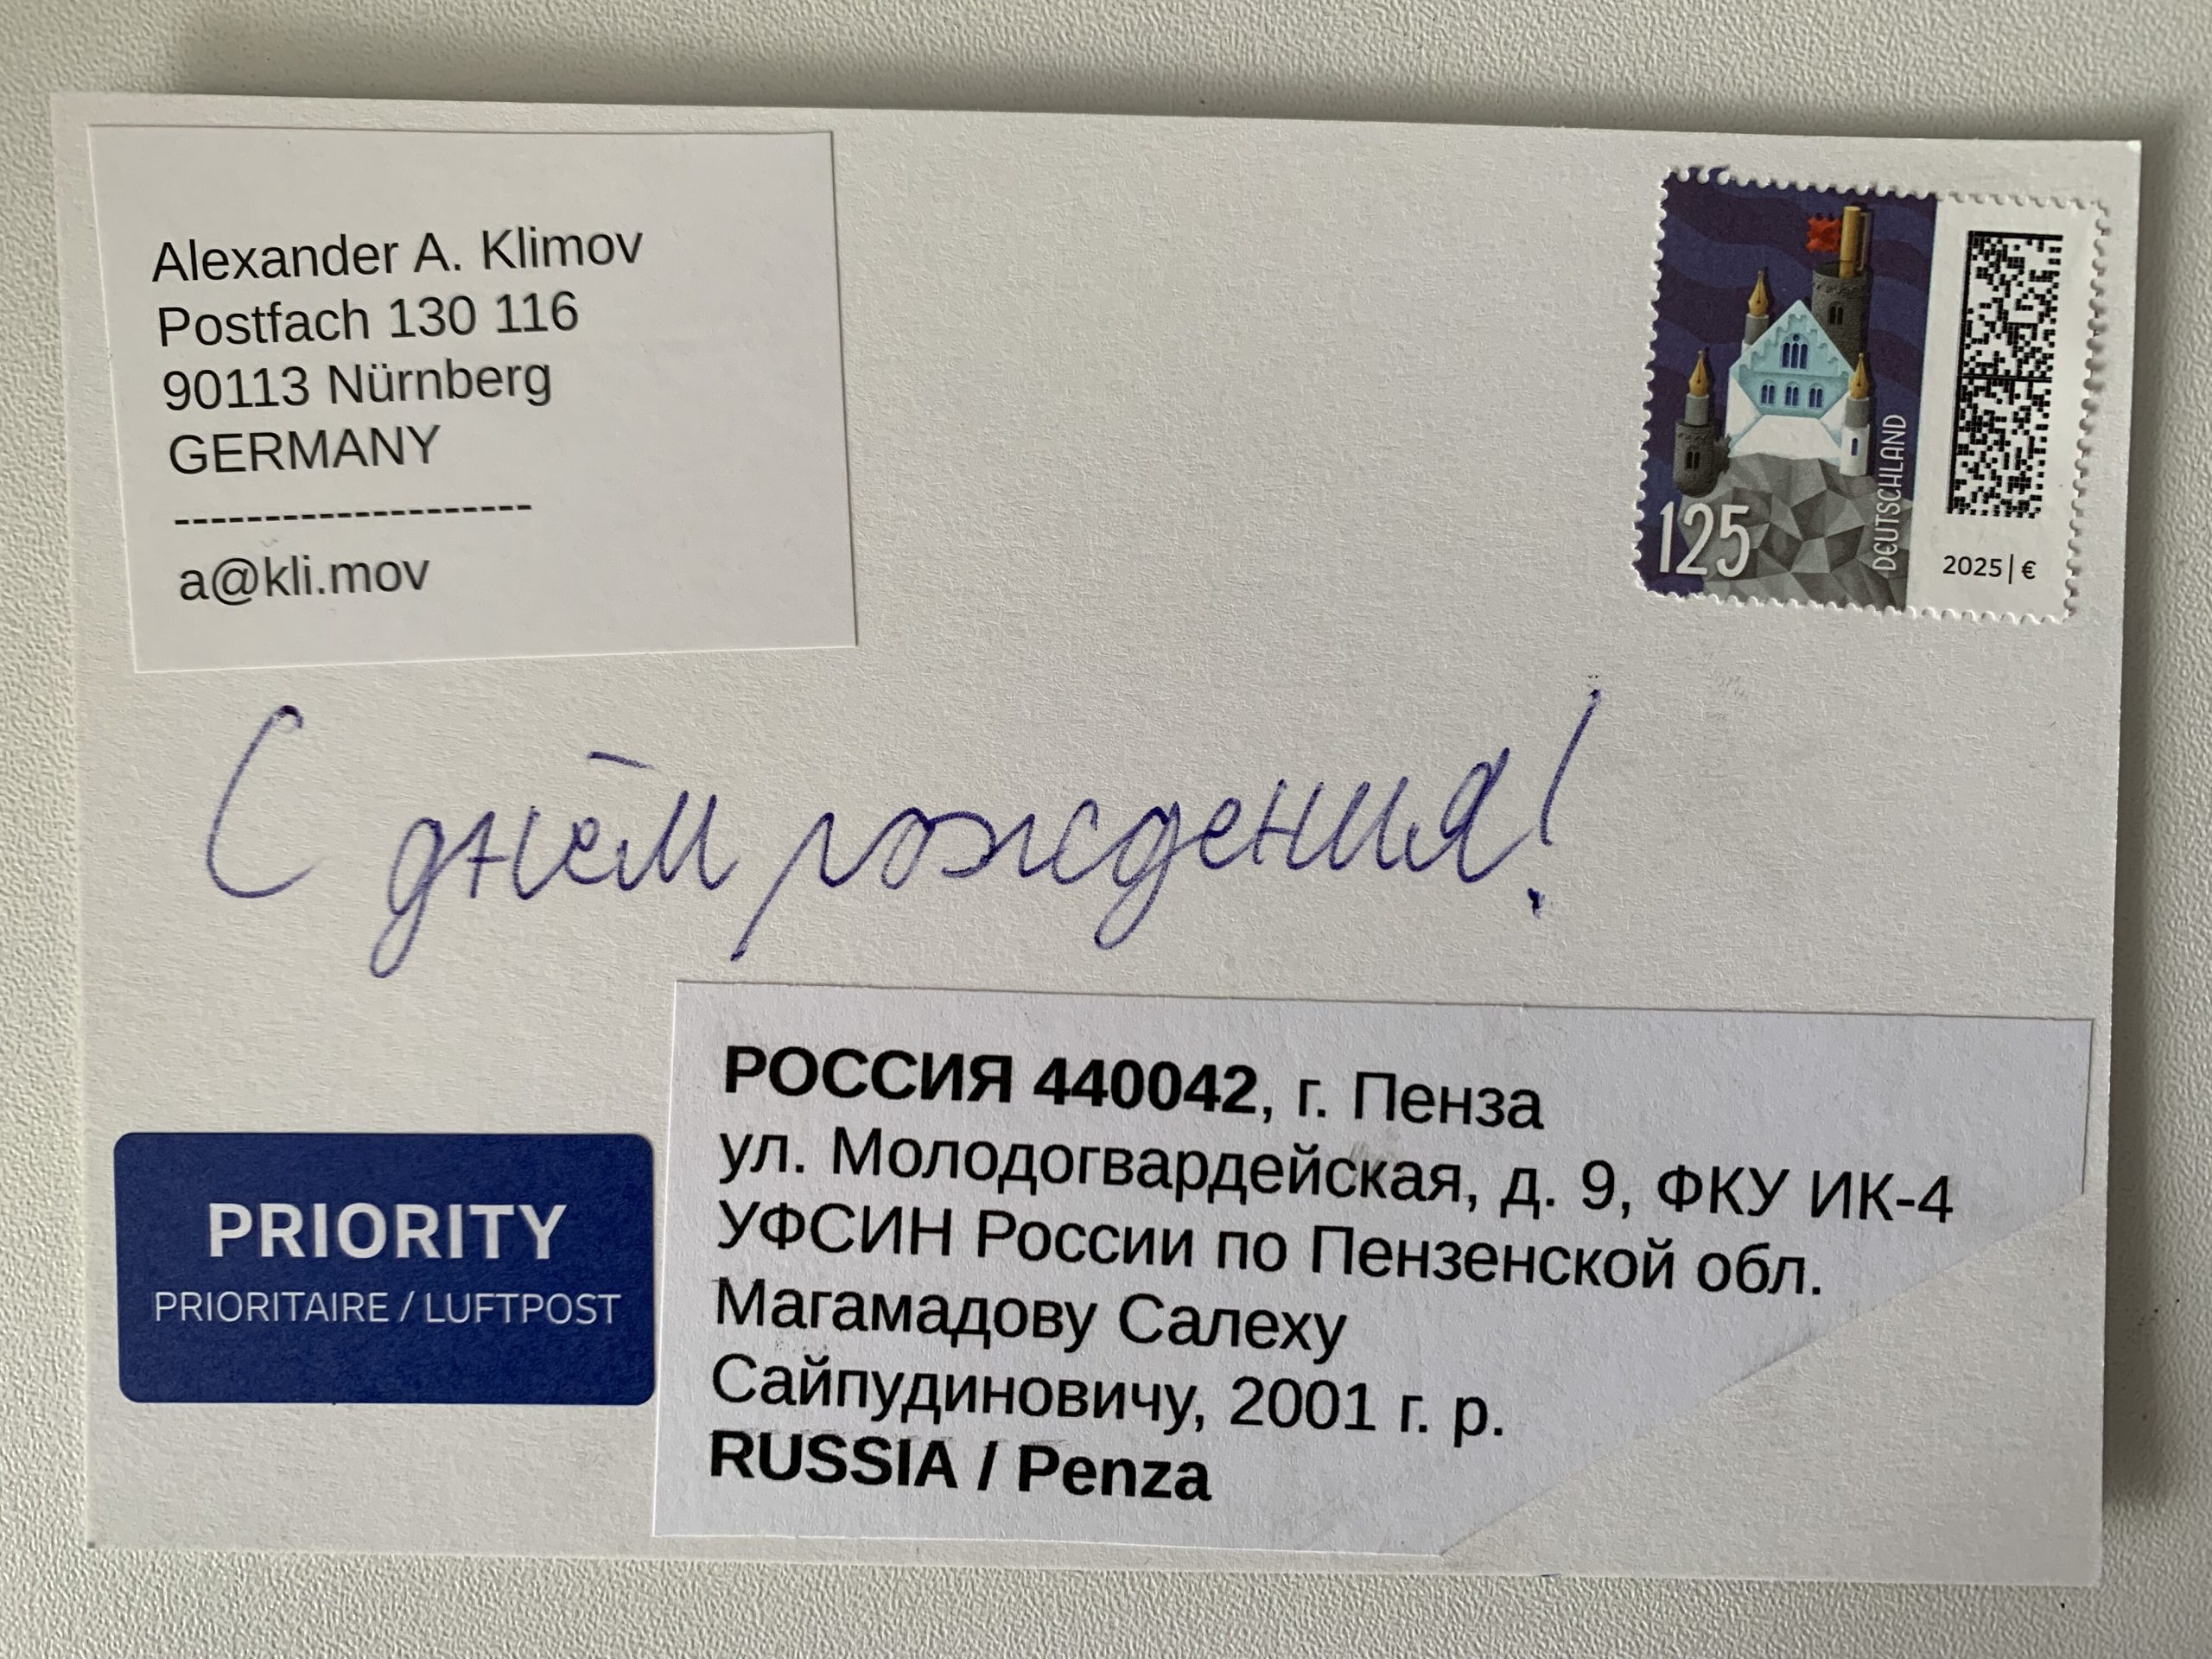 Alexander A. Klimov
Postfach 130 116
90113 Nürnberg
GERMANY
--------------------
a@kli.mov
125
DEUTSCHLAND
2025|€
С днём рождения!
PRIORITY
PRIORITAIRE / LUFTPOST
РОССИЯ 440042, г. Пенза
ул. Молодогвардейская, д. 9, ФКУ ИК-4
УФСИН России по Пензенской обл.
Магамадову Салеху
Сайпудиновичу, 2001 г. р.
RUSSIA / Penza